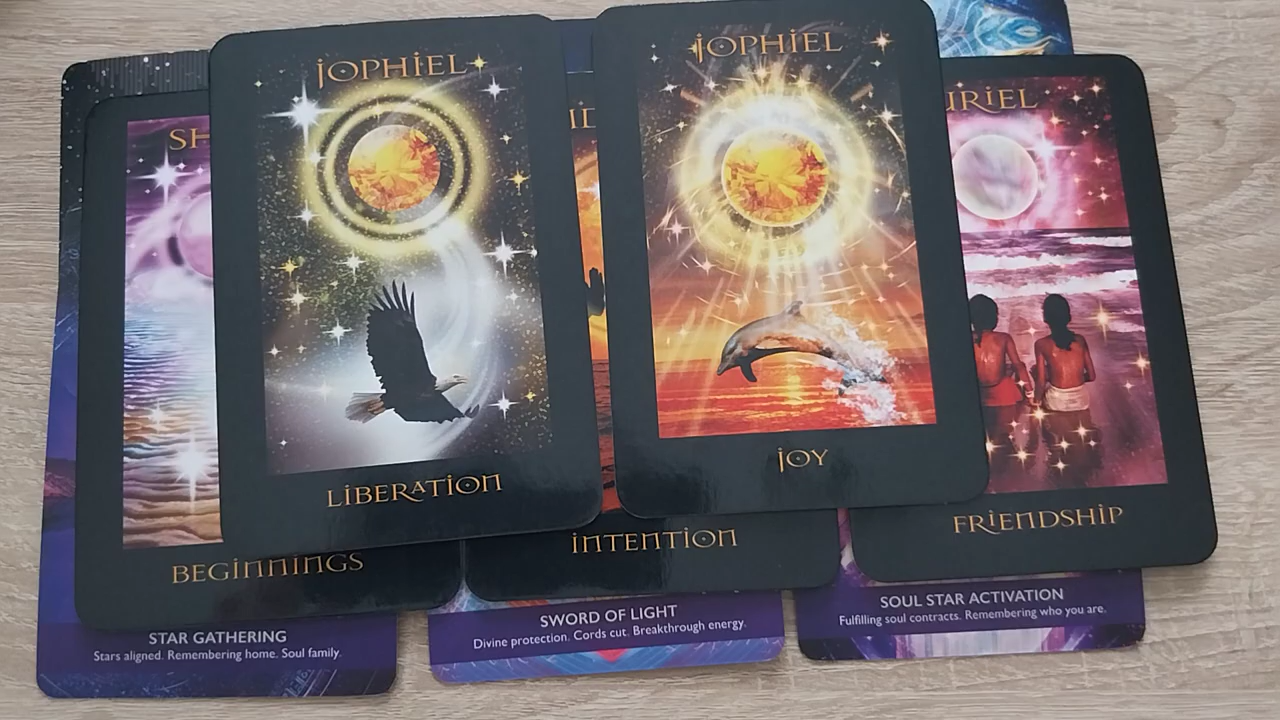 JOPHIEL
JOPHIEL
LIBERATION
JOY
BEGINNINGS
INTENTION
FRIENDSHIP
STAR GATHERING
Stars aligned. Remembering home. Soul family.
SWORD OF LIGHT
Divine protection. Cords cut. Breakthrough energy.
SOUL STAR ACTIVATION
Fulfilling soul contracts. Remembering who you are.